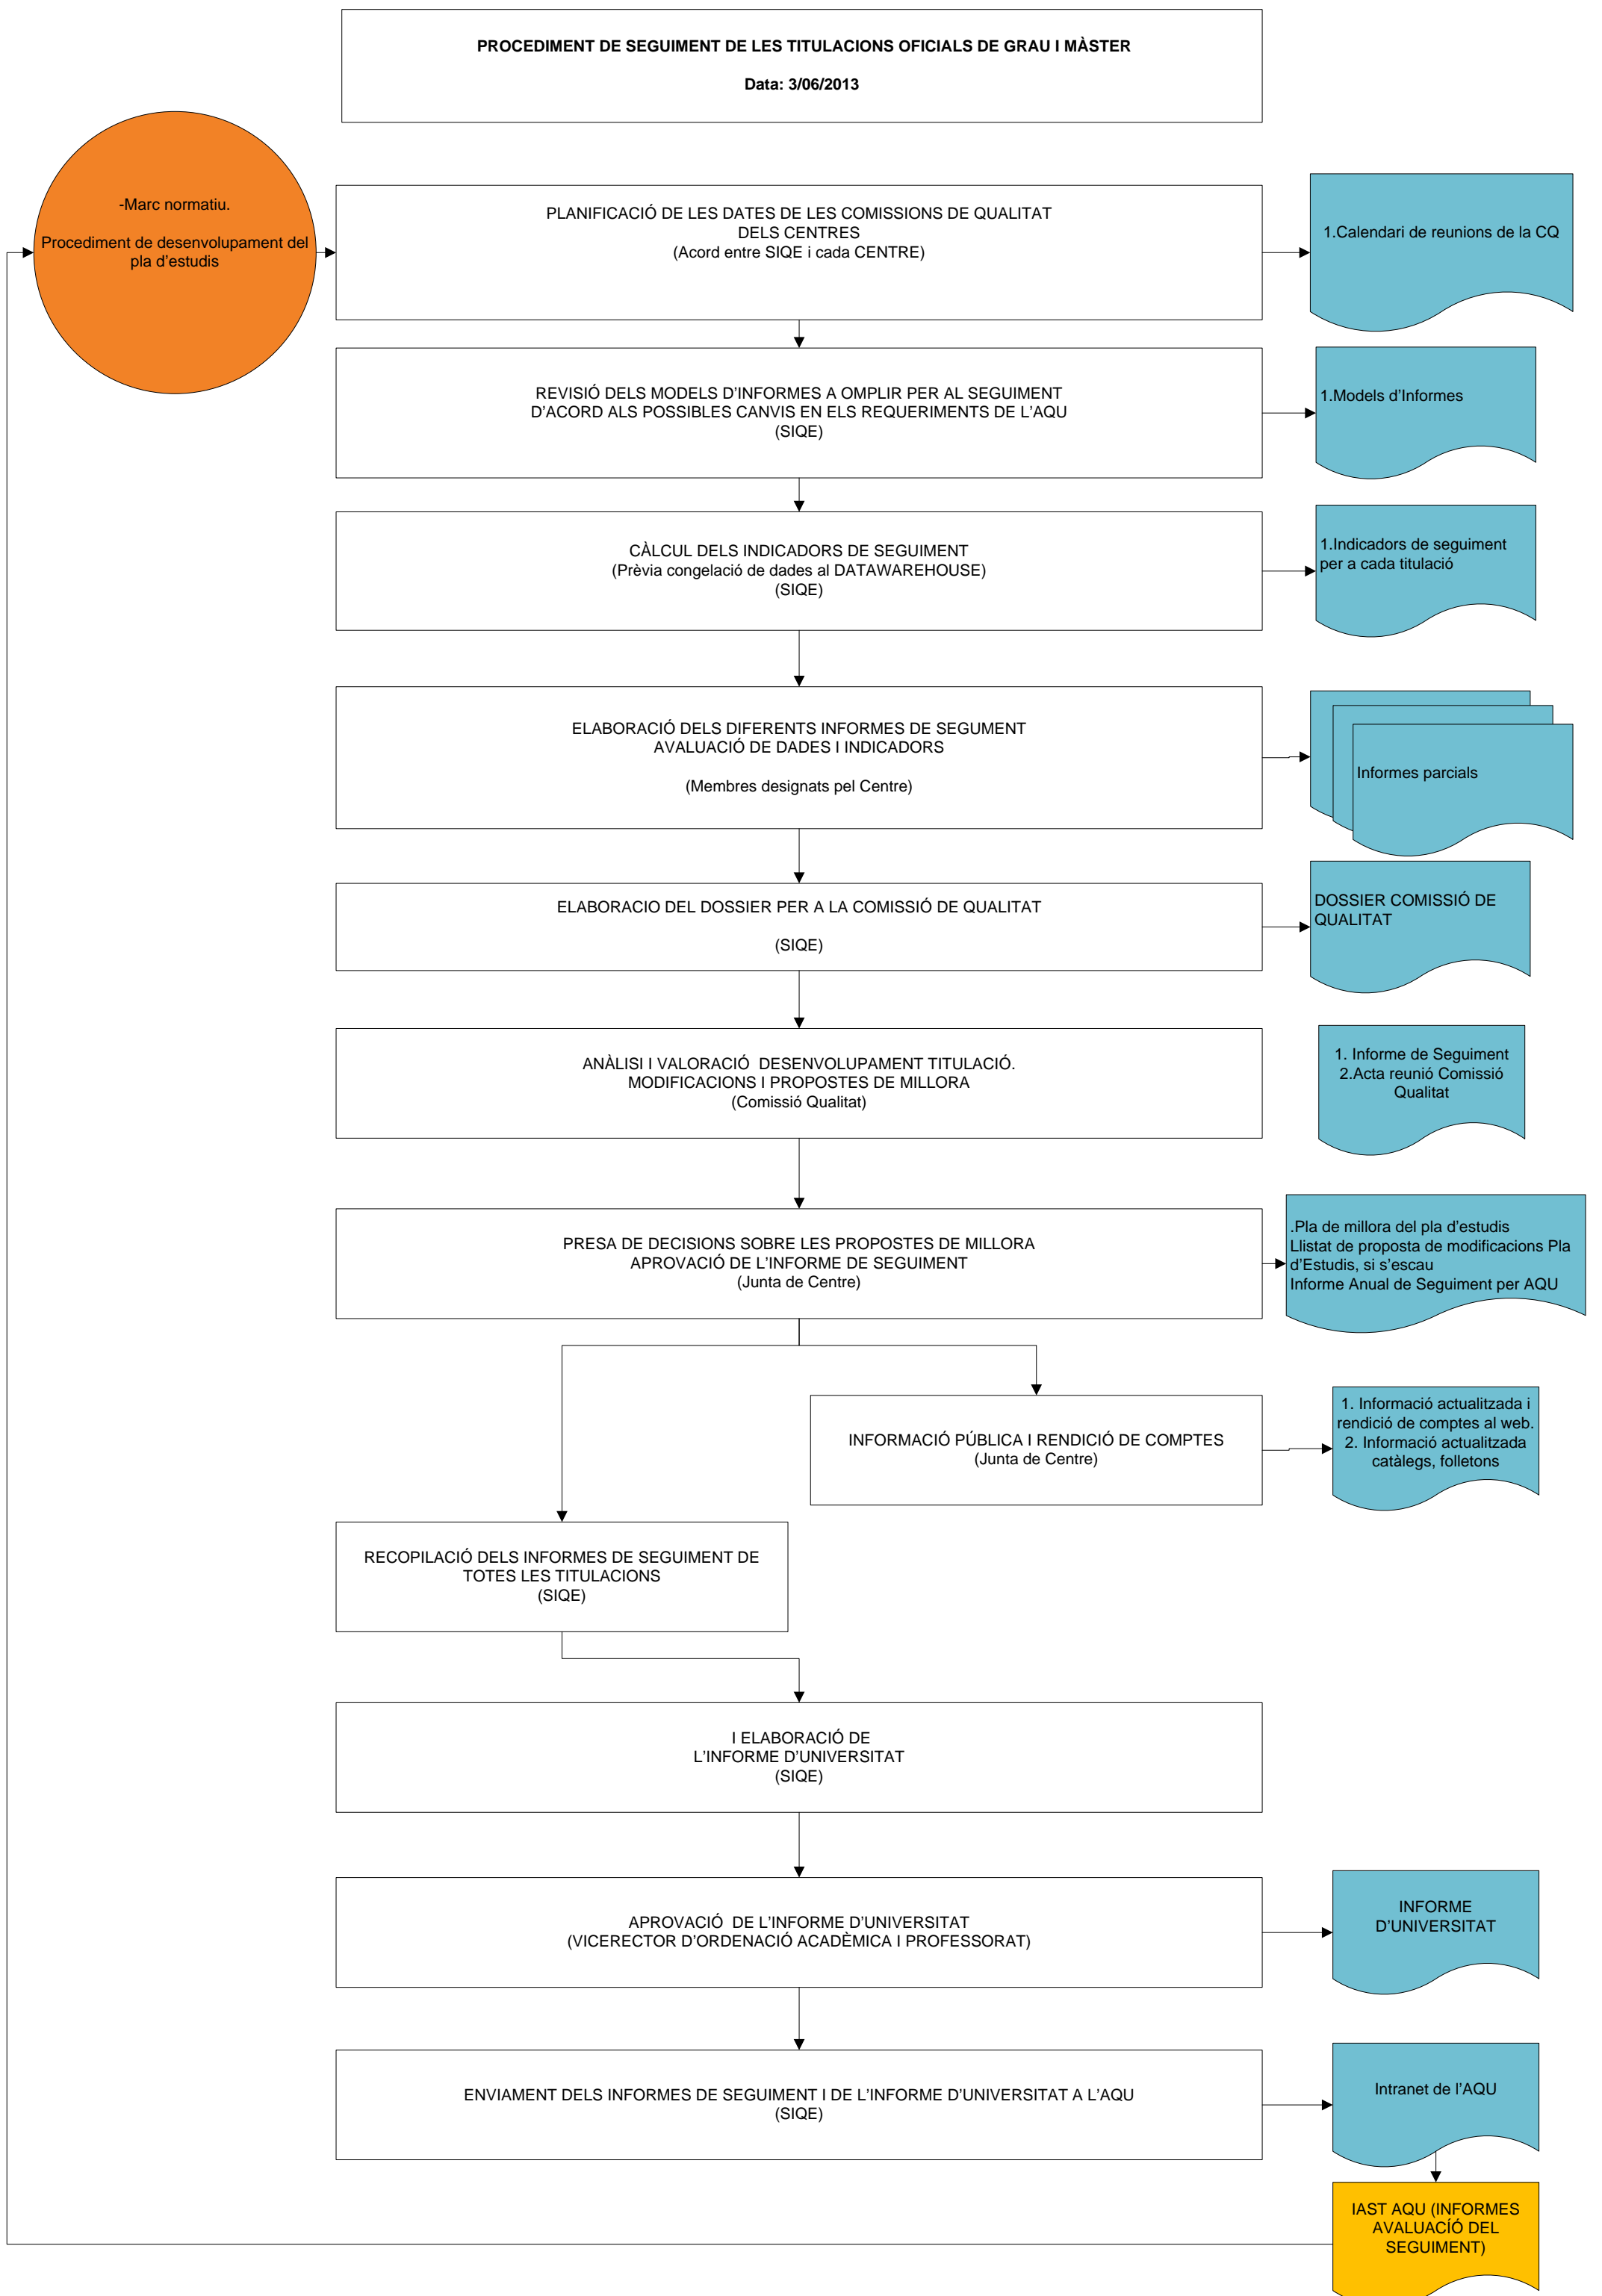 PROCEDIMENT DE SEGUIMENT DE LES TITULACIONS OFICIALS DE GRAU I MÀSTER
Data: 3/06/2013
-Marc normatiu.
Procediment de desenvolupament del
pla d’estudis
PLANIFICACIÓ DE LES DATES DE LES COMISSIONS DE QUALITAT
DELS CENTRES
(Acord entre SIQE i cada CENTRE)
1.Calendari de reunions de la CQ
REVISIÓ DELS MODELS D’INFORMES A OMPLIR PER AL SEGUIMENT
D’ACORD ALS POSSIBLES CANVIS EN ELS REQUERIMENTS DE L’AQU
(SIQE)
1.Models d’Informes
CÀLCUL DELS INDICADORS DE SEGUIMENT
(Prèvia congelació de dades al DATAWAREHOUSE)
(SIQE)
1.Indicadors de seguiment
per a cada titulació
ELABORACIÓ DELS DIFERENTS INFORMES DE SEGUMENT
AVALUACIÓ DE DADES I INDICADORS
(Membres designats pel Centre)
Informes parcials
ELABORACIO DEL DOSSIER PER A LA COMISSIÓ DE QUALITAT
(SIQE)
DOSSIER COMISSIÓ DE
QUALITAT
ANÀLISI I VALORACIÓ  DESENVOLUPAMENT TITULACIÓ.
MODIFICACIONS I PROPOSTES DE MILLORA
(Comissió Qualitat)
1. Informe de Seguiment
2.Acta reunió Comissió
Qualitat
PRESA DE DECISIONS SOBRE LES PROPOSTES DE MILLORA
APROVACIÓ DE L’INFORME DE SEGUIMENT
(Junta de Centre)
.Pla de millora del pla d’estudis
Llistat de proposta de modificacions Pla
d’Estudis, si s’escau
Informe Anual de Seguiment per AQU
INFORMACIÓ PÚBLICA I RENDICIÓ DE COMPTES
(Junta de Centre)
1. Informació actualitzada i
rendició de comptes al web.
2. Informació actualitzada
catàlegs, folletons
RECOPILACIÓ DELS INFORMES DE SEGUIMENT DE
TOTES LES TITULACIONS
(SIQE)
I ELABORACIÓ DE
L’INFORME D’UNIVERSITAT
(SIQE)
APROVACIÓ  DE L’INFORME D’UNIVERSITAT
(VICERECTOR D’ORDENACIÓ ACADÈMICA I PROFESSORAT)
INFORME
D’UNIVERSITAT
ENVIAMENT DELS INFORMES DE SEGUIMENT I DE L’INFORME D’UNIVERSITAT A L’AQU
(SIQE)
Intranet de l’AQU
IAST AQU (INFORMES
AVALUACÍÓ DEL
SEGUIMENT)